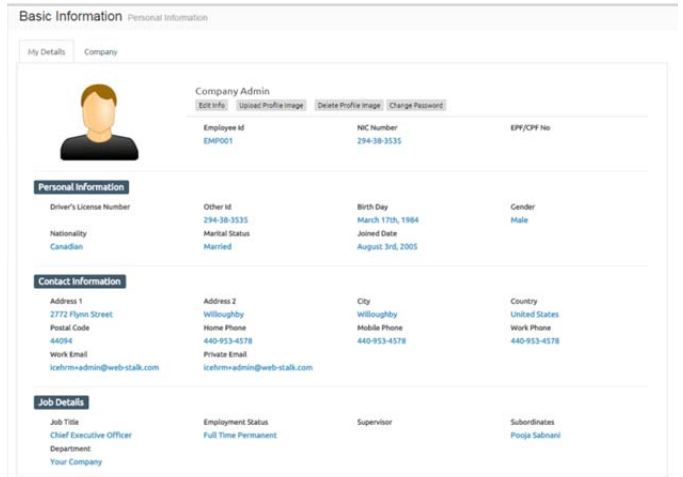 Basic Information Personal Information
My Details Company
Company Admin
Edit Info Upload Profile Image Delete Profile Image Change Password
Employee Id NIC Number EPF/CPF No
EMP001 294-38-3535
Personal Information
Driver's License Number Other Id Birth Day Gender
294-38-3535 March 17th, 1984 Male
Nationality Marital Status Joined Date
Canadian Married August 3rd, 2005
Contact Information
Address 1 Address 2 City Country
2772 Flynn Street Willoughby Willoughby United States
Postal Code Home Phone Mobile Phone Work Phone
44094 440-953-4578 440-953-4578 440-953-4578
Work Email Private Email
icehrm+admin@web-stalk.com icehrm+admin@web-stalk.com
Job Details
Job Title Employment Status Supervisor Subordinates
Chief Executive Officer Full Time Permanent Pooja Sabnani
Department
Your Company